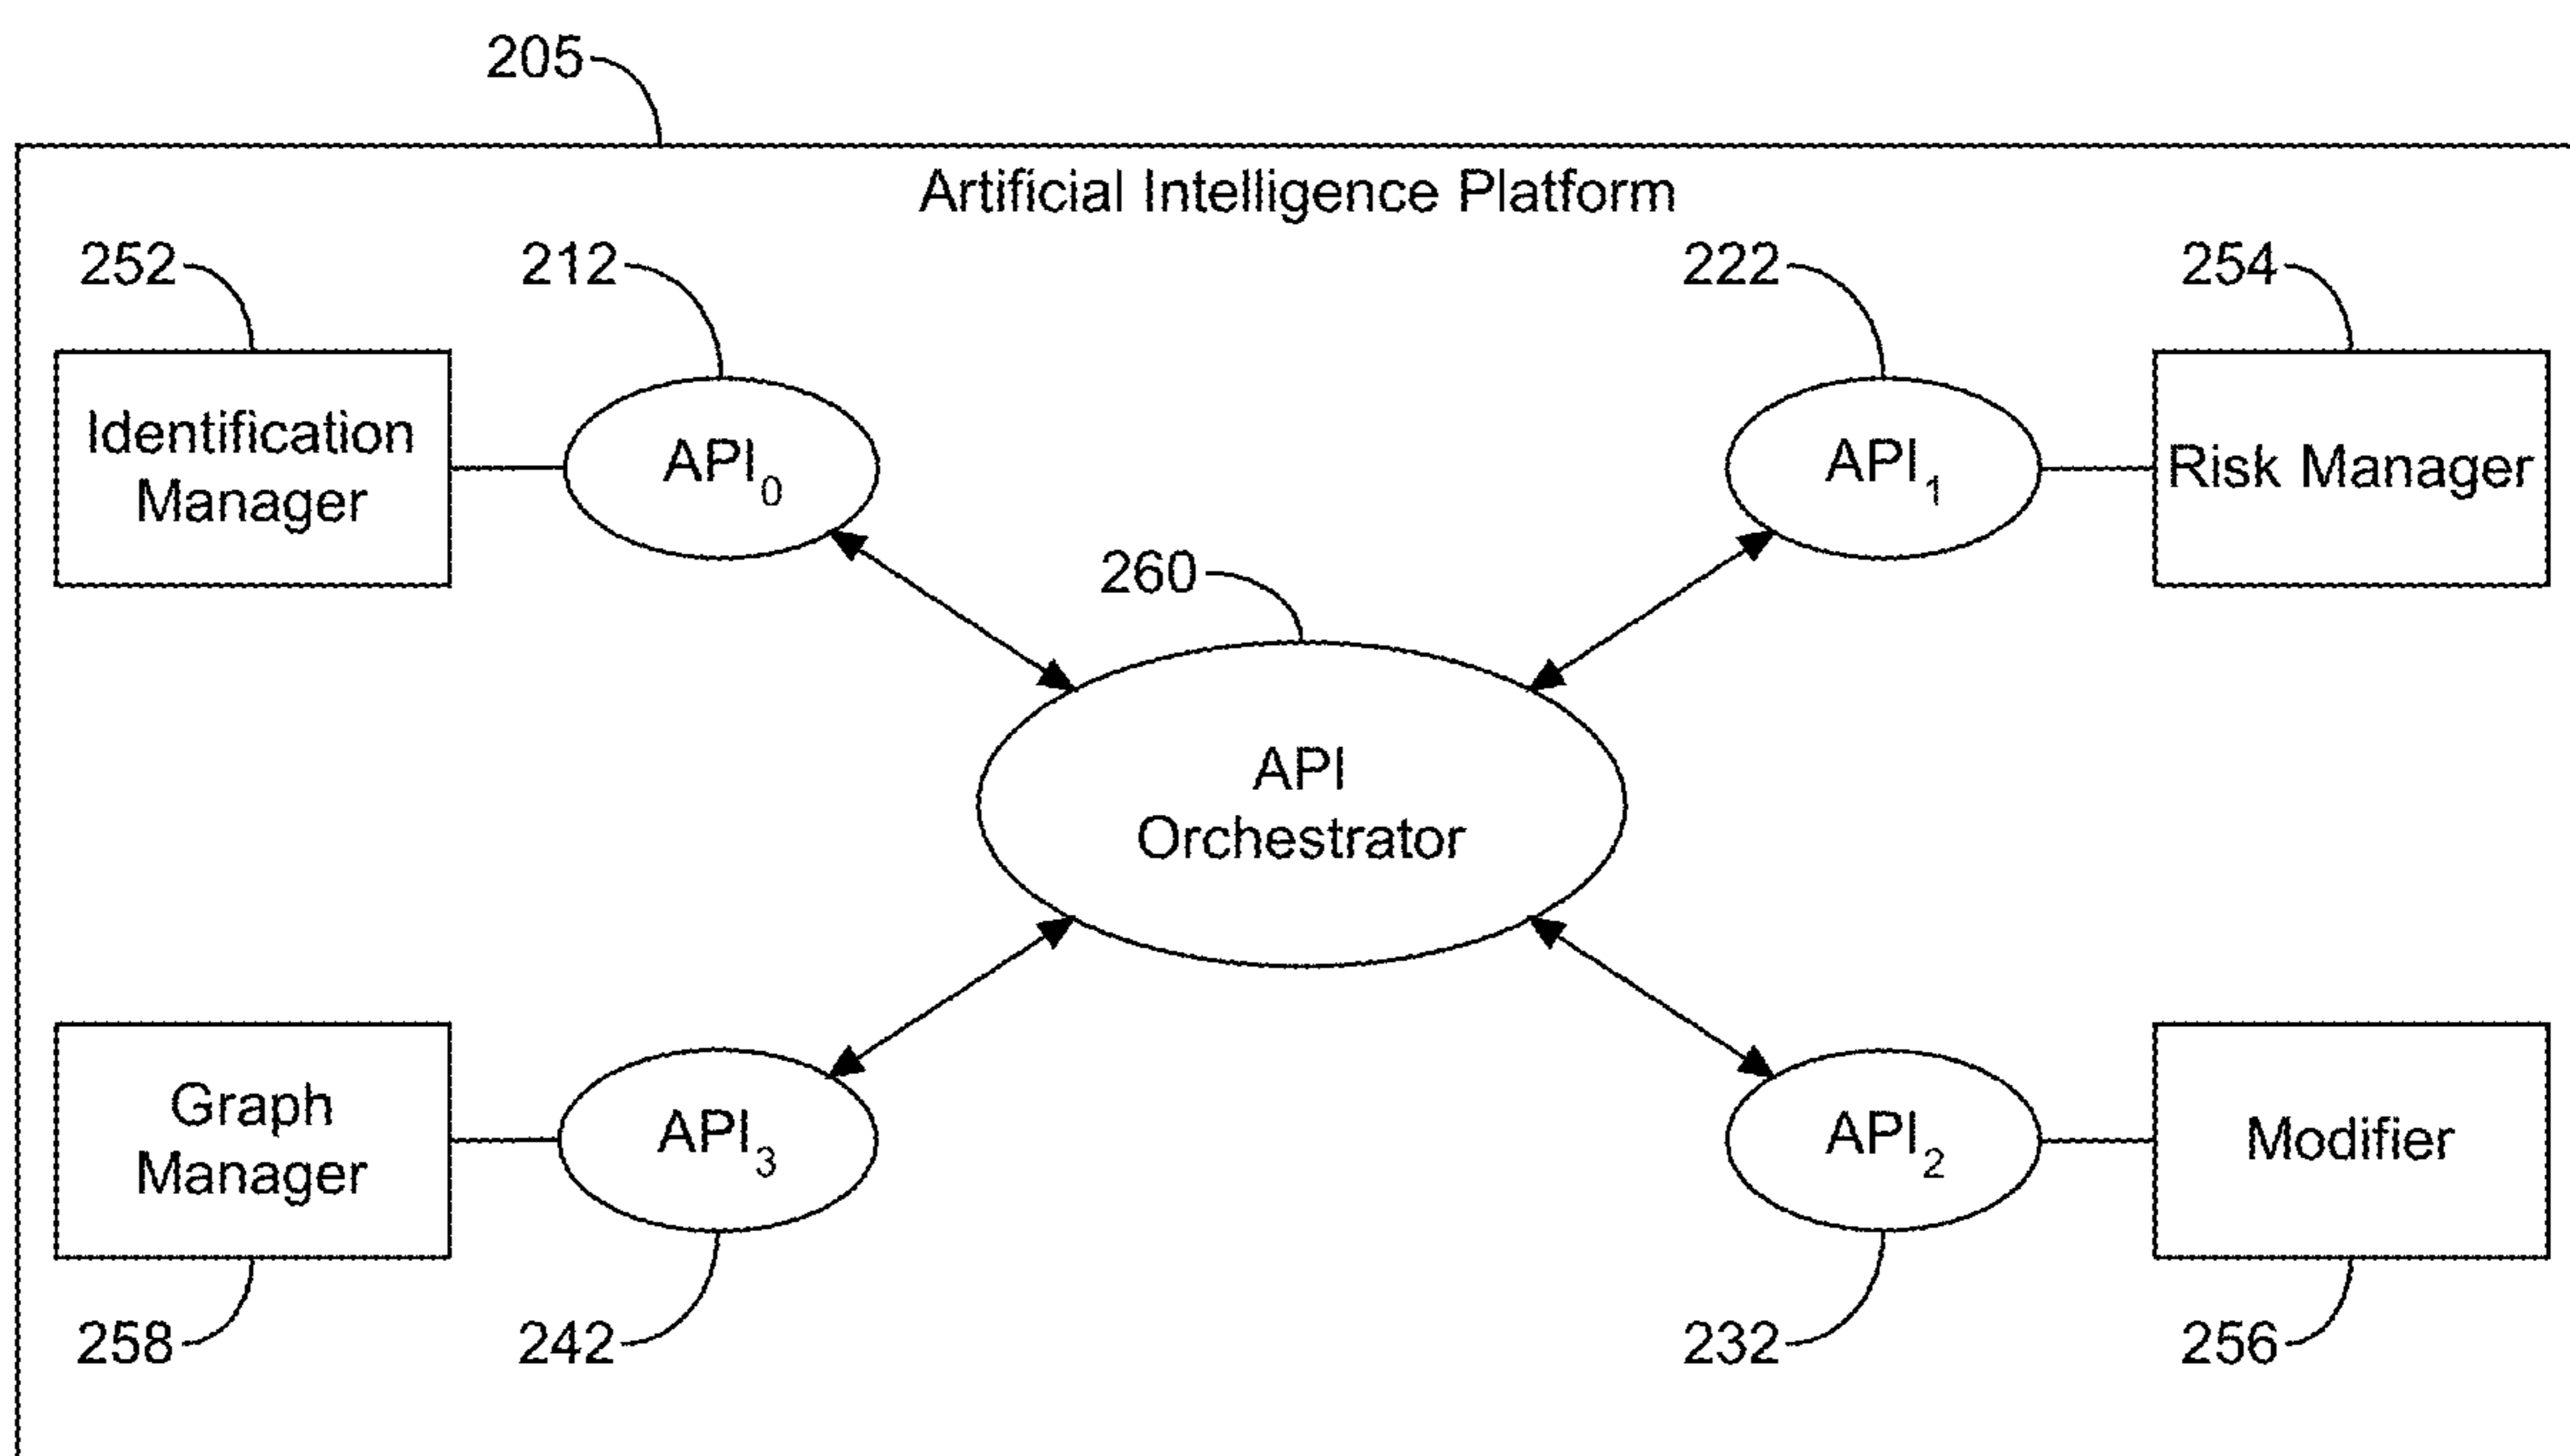 205
Artificial Intelligence Platform
252
212
222
254
Identification
Manager
API₀
API₁
Risk Manager
260
API
Orchestrator
Graph
Manager
API₃
API₂
Modifier
258
242
232
256